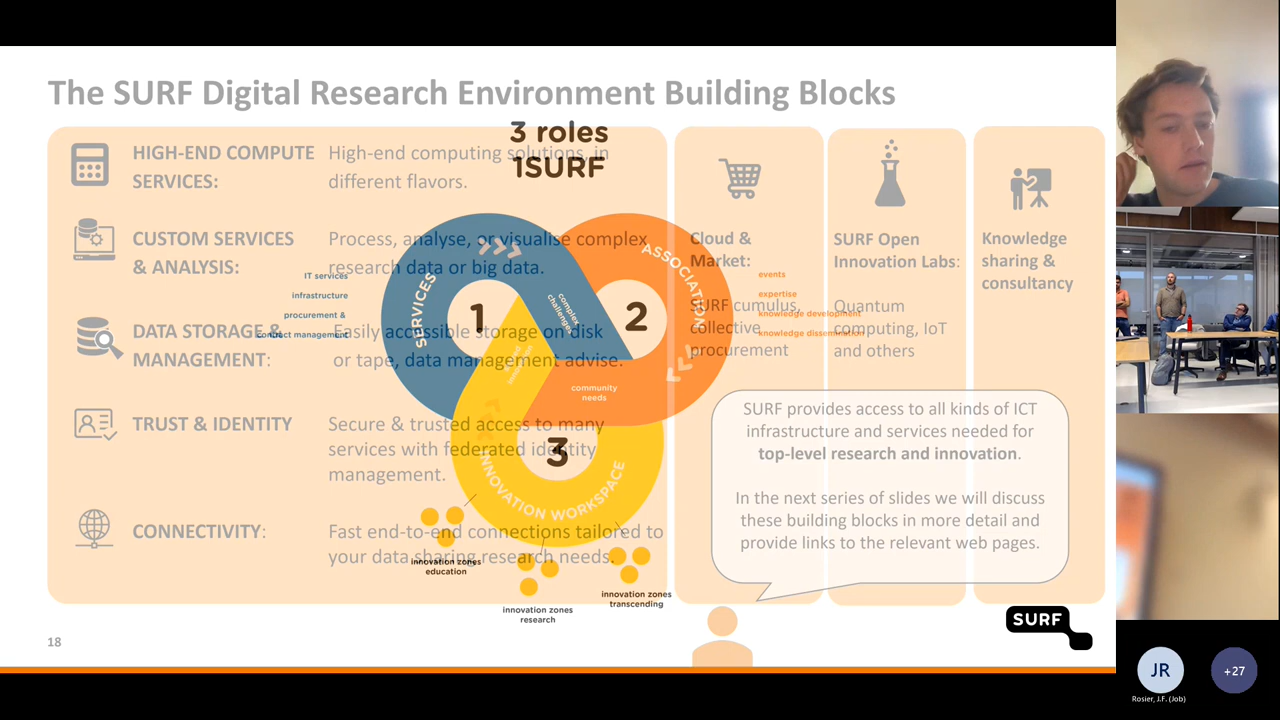 The SURF Digital Research Environment Building Blocks
3 roles
1SURF
HIGH-END COMPUTE
SERVICES:
High-end computing solutions, in
different flavors.
CUSTOM SERVICES
& ANALYSIS:
Process, analyse, or visualise complex
research data or big data.
DATA STORAGE &
MANAGEMENT:
Easily accessible storage on disk
or tape, data management advise.
TRUST & IDENTITY
Secure & trusted access to many
services with federated identity
management.
CONNECTIVITY:
Fast end-to-end connections tailored to
your data sharing research needs.
IT services
infrastructure
procurement &
contract management
SERVICES
1
complex
challenges
ASSOCIATION
2
community
needs
3
INNOVATION WORKSPACE
events
expertise
knowledge development
knowledge dissemination
innovation zones
education
innovation zones
research
innovation zones
transcending
Cloud &
Market:
SURF cumulus,
collective
procurement
SURF Open
Innovation Labs:
Quantum
computing, IoT
and others
Knowledge
sharing &
consultancy
SURF provides access to all kinds of ICT
infrastructure and services needed for
top-level research and innovation.
In the next series of slides we will discuss
these building blocks in more detail and
provide links to the relevant web pages.
18
SURF
JR
Rosier, J.F. (Job)
+27